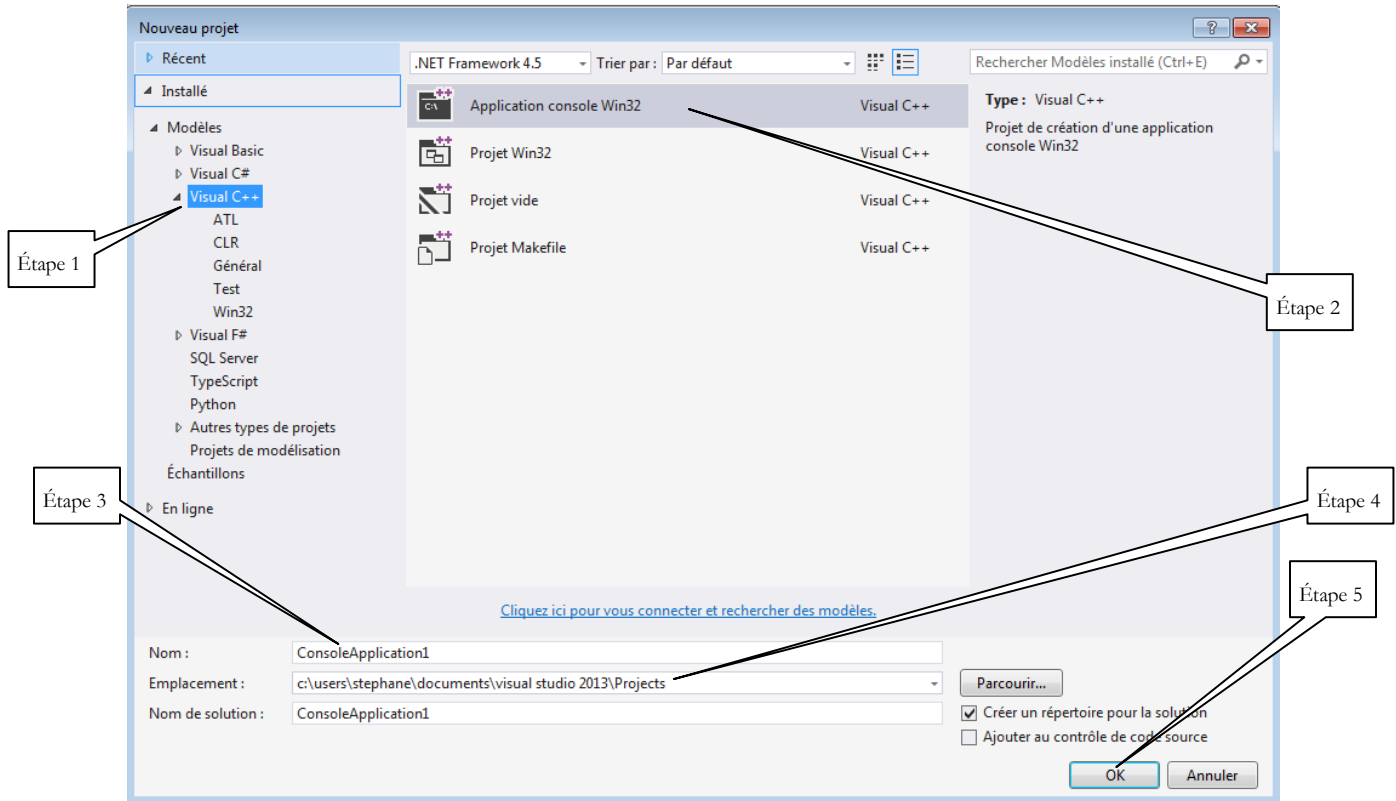 Nouveau projet
Récent
.NET Framework 4.5 Trier par : Par défaut Rechercher Modèles installé (Ctrl+E)
Installé
Modèles
Visual Basic
Visual C#
Visual C++
ATL
CLR
Général
Test
Win32
Visual F#
SQL Server
TypeScript
Python
Autres types de projets
Projets de modélisation
Échantillons
En ligne
C:\
Application console Win32 Visual C++
Projet Win32 Visual C++
Projet vide Visual C++
Projet Makefile Visual C++
Type : Visual C++
Projet de création d'une application
console Win32
Étape 1
Étape 2
Étape 3
Étape 4
Étape 5
Cliquez ici pour vous connecter et rechercher des modèles.
Nom : ConsoleApplication1
Emplacement : c:\users\stephane\documents\visual studio 2013\Projects Parcourir...
Nom de solution : ConsoleApplication1 Créer un répertoire pour la solution
Ajouter au contrôle de code source
OK Annuler